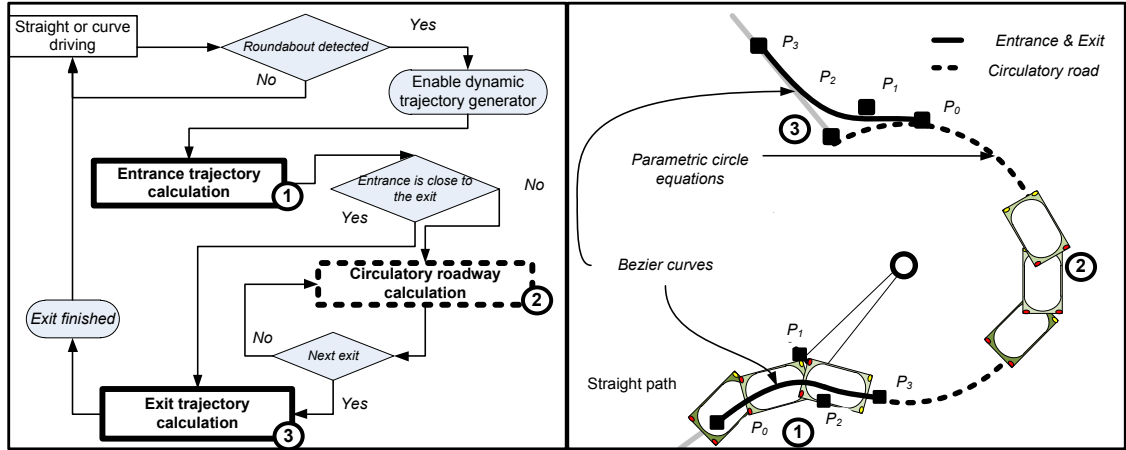 Straight or curve
driving
Roundabout detected
Yes
No
Enable dynamic
trajectory generator
Entrance trajectory
calculation
1
Entrance is close to
the exit
No
Yes
Circulatory roadway
calculation
2
Exit finished
No
Next exit
Yes
Exit trajectory
calculation
3
P3
Entrance & Exit
P2
P1
Circulatory road
P0
3
Parametric circle
equations
Bezier curves
2
P1
Straight path
P3
P0
1
P2